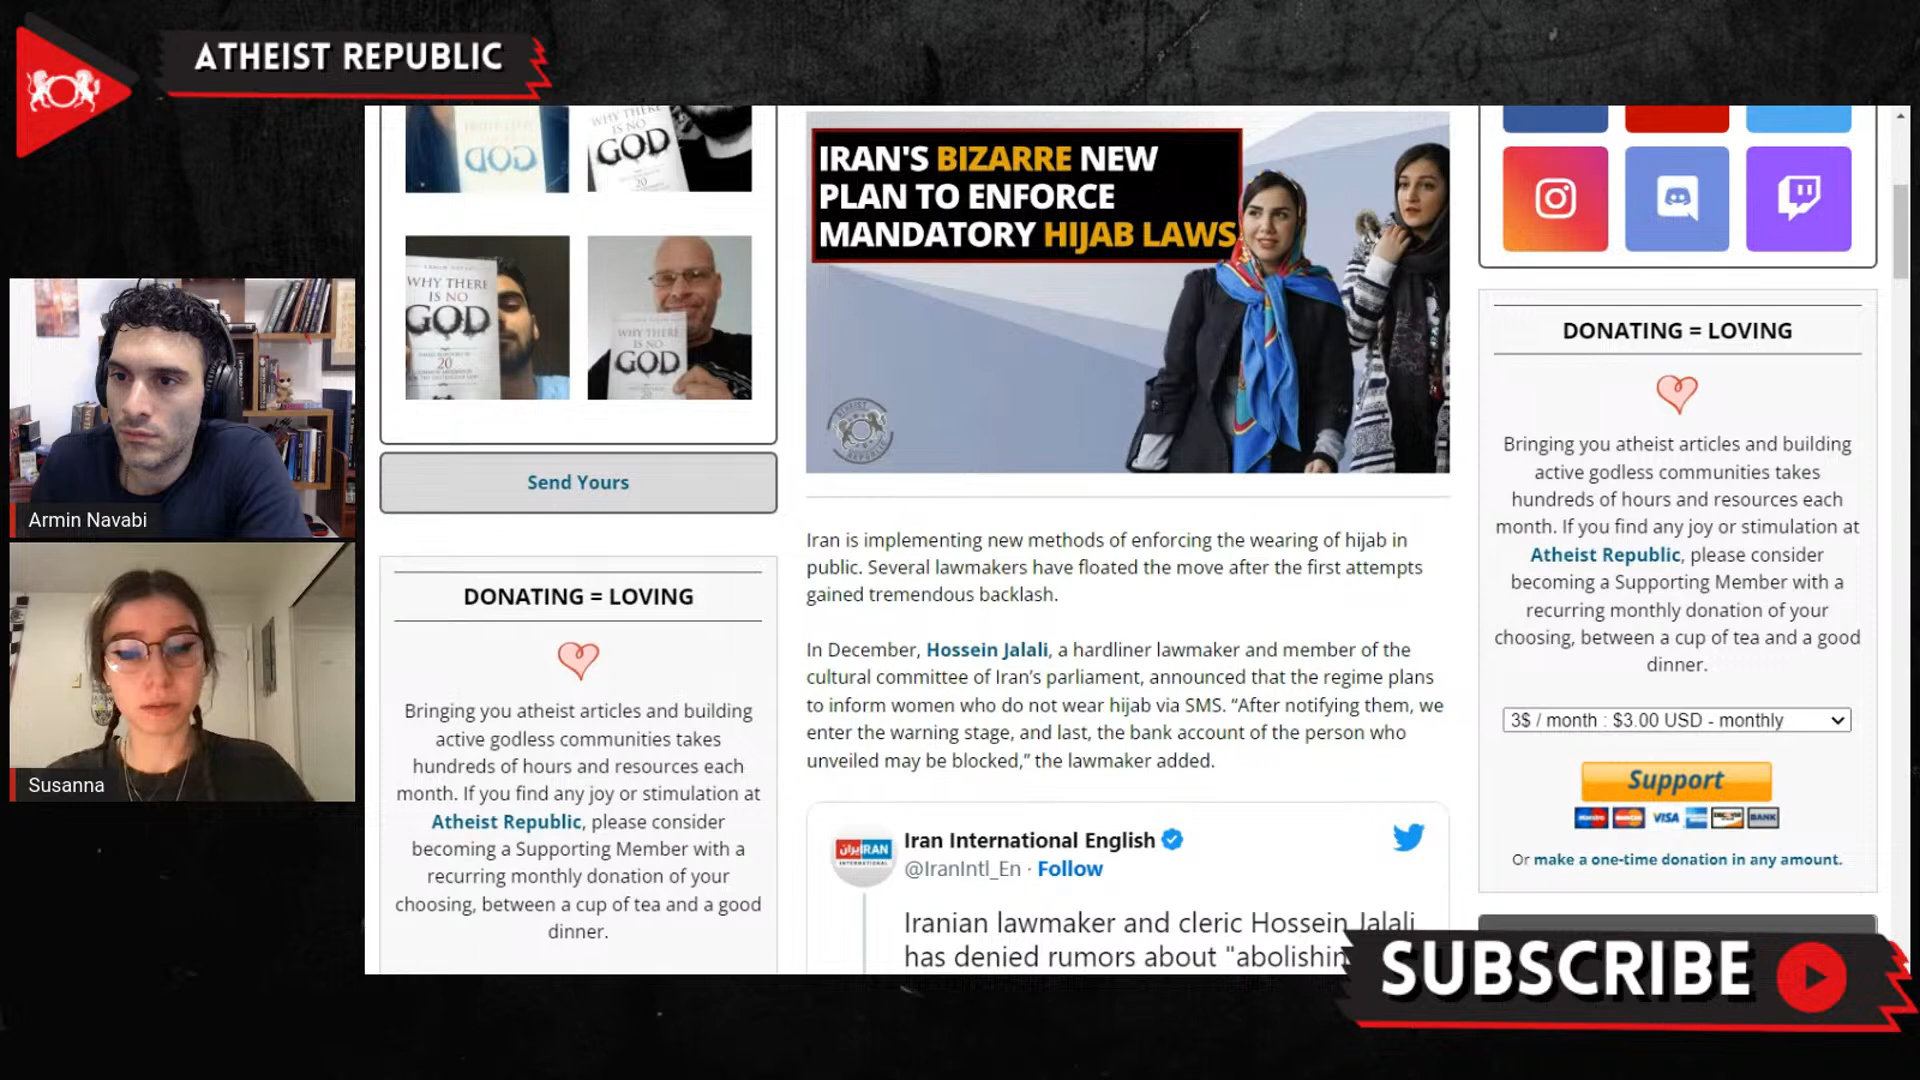 ATHEIST REPUBLIC
Armin Navabi
Susanna
GOD
WHY THERE
IS NO
GOD
WHY THERE
IS NO
GOD
20
WHY THERE
IS NO
GOD
Send Yours
DONATING = LOVING
Bringing you atheist articles and building
active godless communities takes
hundreds of hours and resources each
month. If you find any joy or stimulation at
Atheist Republic, please consider
becoming a Supporting Member with a
recurring monthly donation of your
choosing, between a cup of tea and a good
dinner.
IRAN'S BIZARRE NEW
PLAN TO ENFORCE
MANDATORY HIJAB LAWS
ATHEIST
REPUBLIC
Iran is implementing new methods of enforcing the wearing of hijab in
public. Several lawmakers have floated the move after the first attempts
gained tremendous backlash.
In December, Hossein Jalali, a hardliner lawmaker and member of the
cultural committee of Iran’s parliament, announced that the regime plans
to inform women who do not wear hijab via SMS. “After notifying them, we
enter the warning stage, and last, the bank account of the person who
unveiled may be blocked,” the lawmaker added.
ایران IRAN
INTERNATIONAL
Iran International English
@IranIntl_En · Follow
Iranian lawmaker and cleric Hossein Jalali
has denied rumors about "abolishin
DONATING = LOVING
Bringing you atheist articles and building
active godless communities takes
hundreds of hours and resources each
month. If you find any joy or stimulation at
Atheist Republic, please consider
becoming a Supporting Member with a
recurring monthly donation of your
choosing, between a cup of tea and a good
dinner.
3$ / month : $3.00 USD - monthly
Support
VISA
BANK
Or make a one-time donation in any amount.
SUBSCRIBE